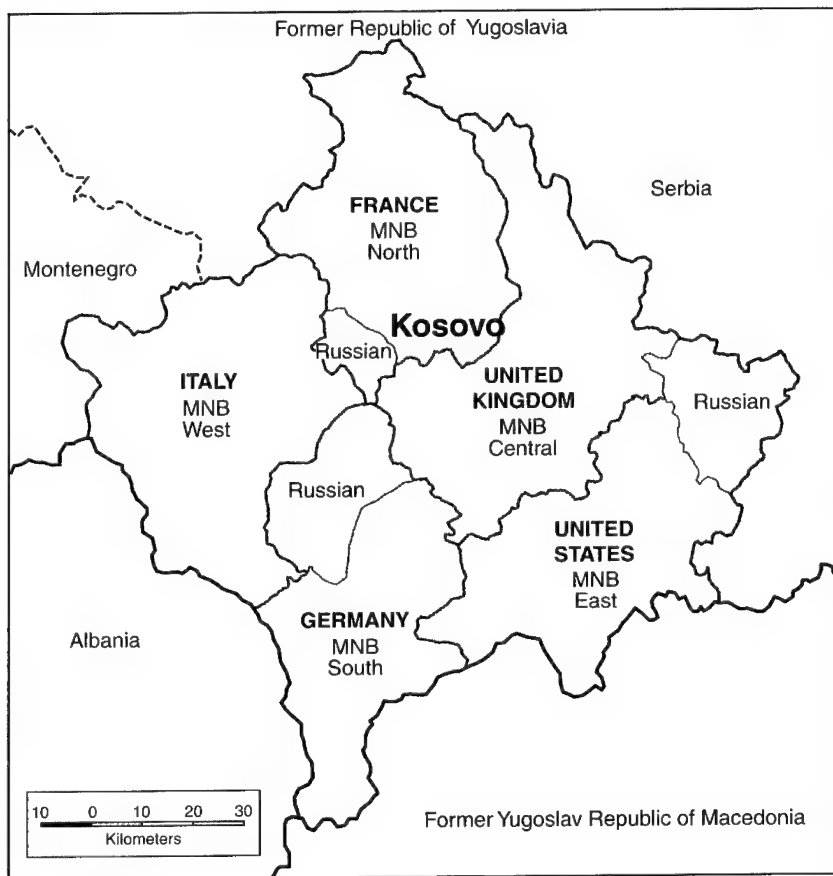 Former Republic of Yugoslavia
Serbia
FRANCE
MNB
North
Montenegro
Kosovo
Russian
ITALY
MNB
West
UNITED
KINGDOM
MNB
Central
Russian
Russian
UNITED
STATES
MNB
East
GERMANY
MNB
South
Albania
10 0 10 20 30
Kilometers
Former Yugoslav Republic of Macedonia